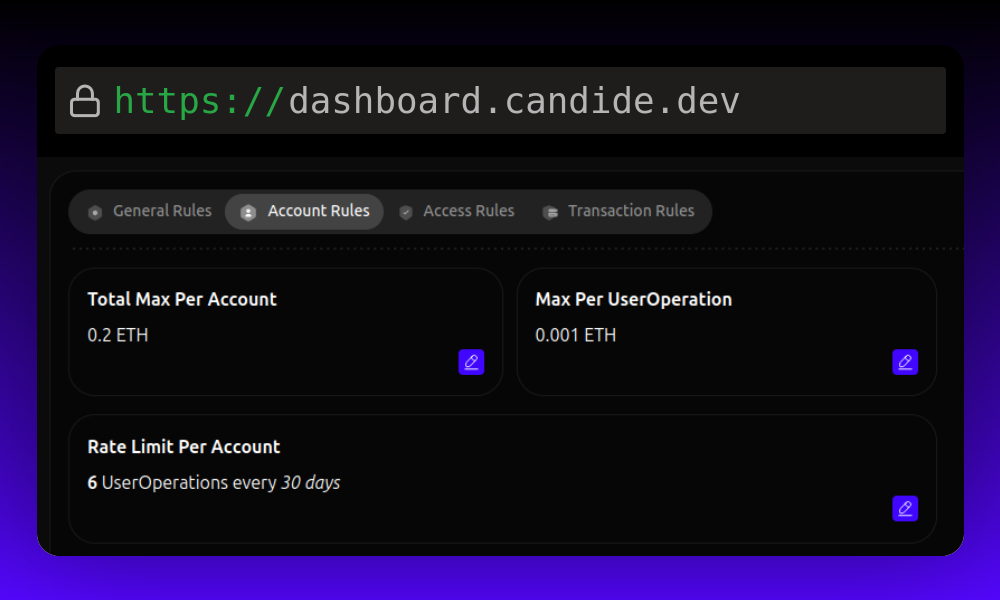 https://dashboard.candide.dev
General Rules Account Rules Access Rules Transaction Rules
Total Max Per Account
0.2 ETH
Max Per UserOperation
0.001 ETH
Rate Limit Per Account
6 UserOperations every 30 days